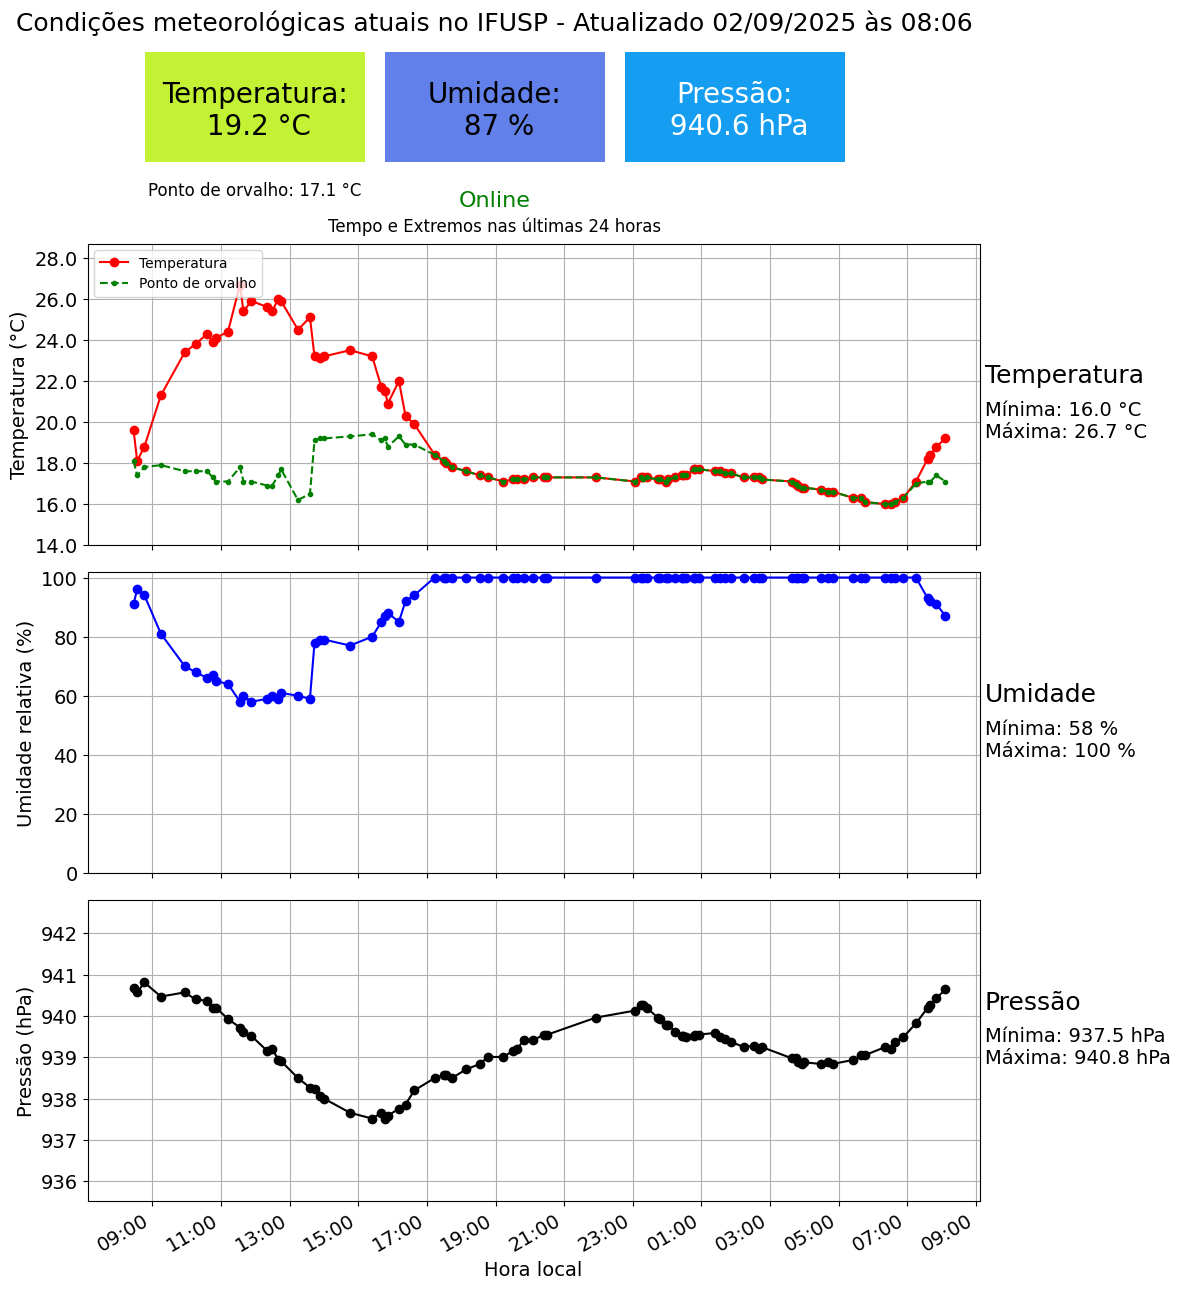 Condições meteorológicas atuais no IFUSP - Atualizado 02/09/2025 às 08:06
Temperatura:
19.2 °C
Umidade:
87 %
Pressão:
940.6 hPa
Ponto de orvalho: 17.1 °C
Online
Tempo e Extremos nas últimas 24 horas
Temperatura
Ponto de orvalho
Temperatura (°C)
28.0
26.0
24.0
22.0
20.0
18.0
16.0
14.0
Temperatura
Mínima: 16.0 °C
Máxima: 26.7 °C
Umidade relativa (%)
100
80
60
40
20
0
Umidade
Mínima: 58 %
Máxima: 100 %
Pressão (hPa)
942
941
940
939
938
937
936
Pressão
Mínima: 937.5 hPa
Máxima: 940.8 hPa
09:00
11:00
13:00
15:00
17:00
19:00
21:00
23:00
01:00
03:00
05:00
07:00
09:00
Hora local